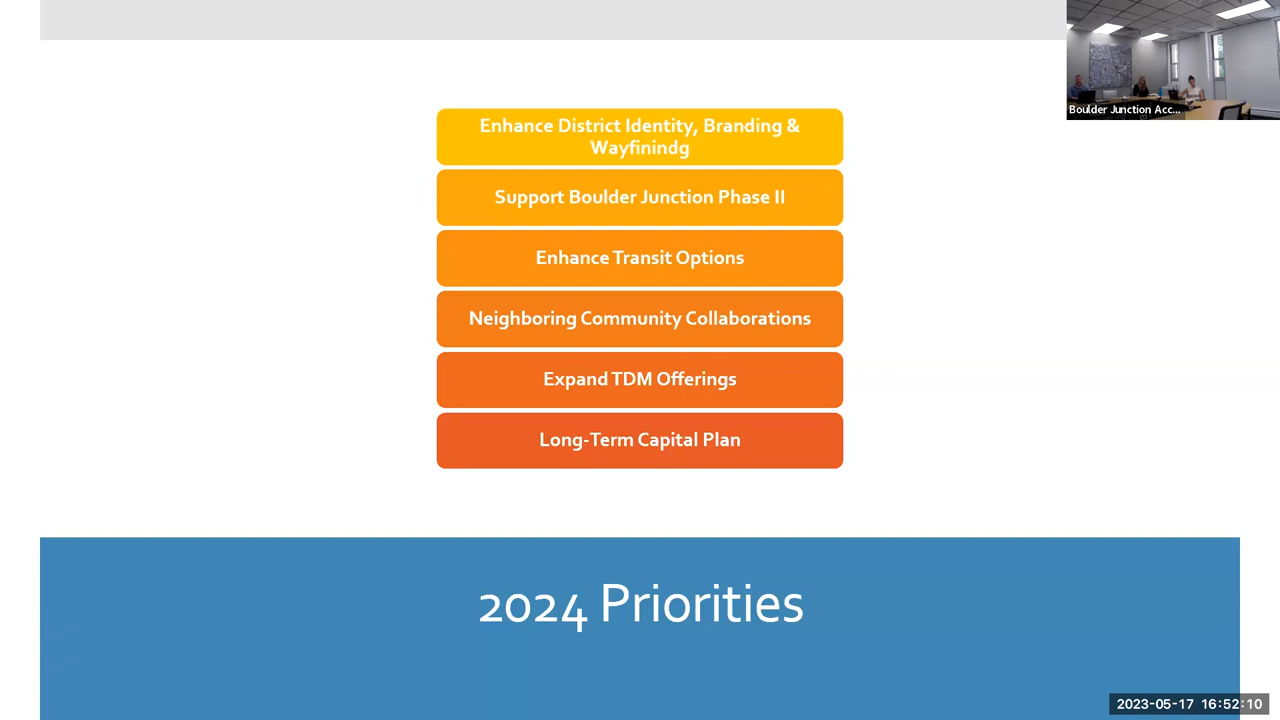 Boulder Junction Acc...
Enhance District Identity, Branding &
Wayfinindg
Support Boulder Junction Phase II
Enhance Transit Options
Neighboring Community Collaborations
Expand TDM Offerings
Long-Term Capital Plan
2024 Priorities
2023-05-17 16:52:10